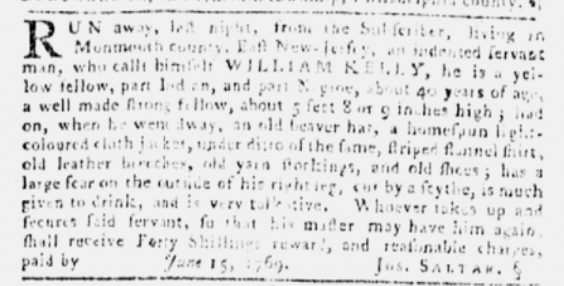 RUN away, last night, from the Subscriber, living in
Monmouth county, East New-Jersey, an indented servant
man, who calls himself WILLIAM KELLY, he is a yel-
low fellow, part Indian, and part Negroe, about 40 years of age,
a well made strong fellow, about 5 feet 8 or 9 inches high; had
on, when he went away, an old beaver hat, a homespun light-
coloured cloth jacket, under ditto of the same, striped flannel shirt,
old leather breeches, old yarn stockings, and old shoes; has a
large scar on the outside of his right leg, cut by a scythe, is much
given to drink, and is very talkative. Whoever takes up and
secures said servant, so that his master may have him again,
shall receive Forty Shillings reward, and reasonable charges,
paid by June 15, 1769. JOS. SALTAR. §